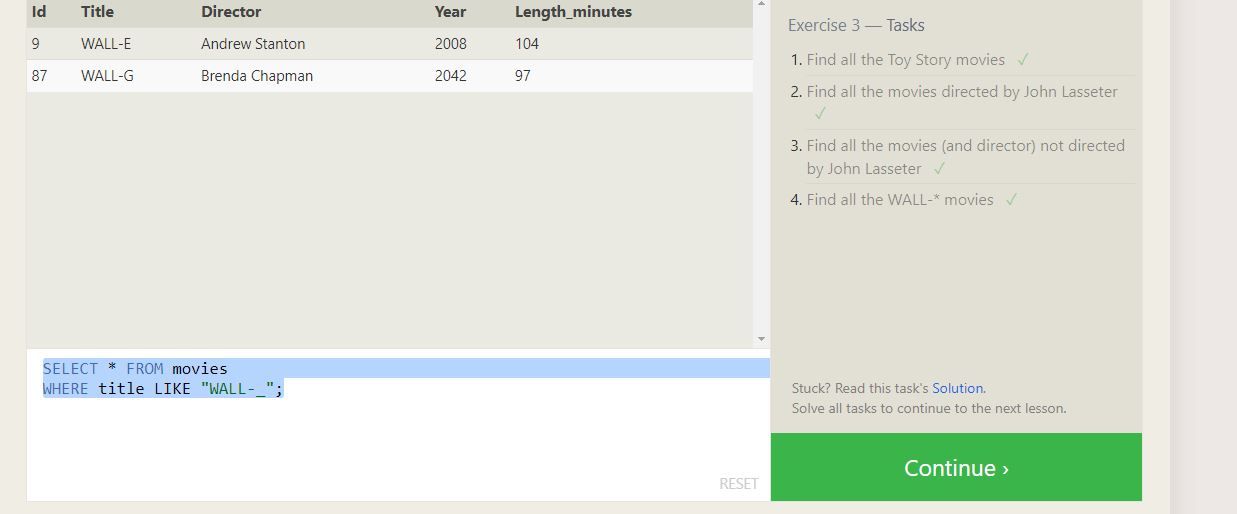 Id Title Director Year Length_minutes
9 WALL-E Andrew Stanton 2008 104
87 WALL-G Brenda Chapman 2042 97
SELECT * FROM movies
WHERE title LIKE "WALL-_";
RESET
Exercise 3 — Tasks
1. Find all the Toy Story movies ✓
2. Find all the movies directed by John Lasseter
✓
3. Find all the movies (and director) not directed
by John Lasseter ✓
4. Find all the WALL-* movies ✓
Stuck? Read this task's Solution.
Solve all tasks to continue to the next lesson.
Continue ›